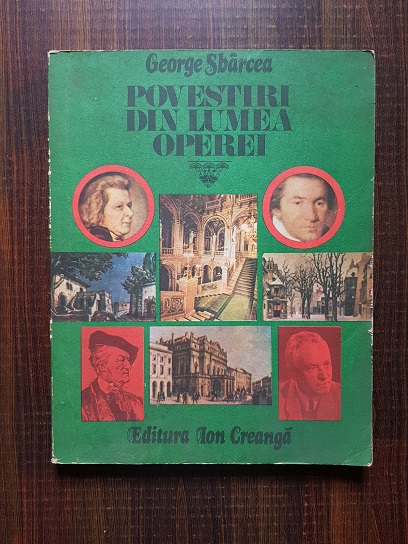 George Sbârcea
POVESTIRI
DIN LUMEA
OPEREI
Editura Ion Creangă